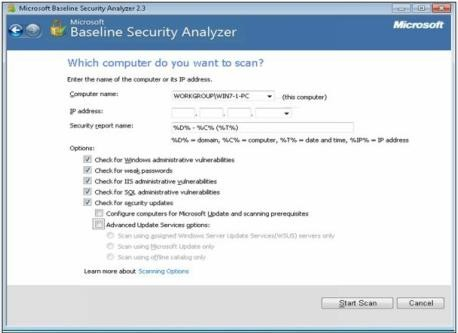 Microsoft Baseline Security Analyzer 2.3
Microsoft
Baseline Security Analyzer
Microsoft
Which computer do you want to scan?
Enter the name of the computer or its IP address.
Computer name:
WORKGROUP\WIN7-1-PC
(this computer)
IP address:
. . .
Security report name:
%D% - %C% (%T%)
%D% = domain, %C% = computer, %T% = date and time, %IP% = IP address
Options:
Check for Windows administrative vulnerabilities
Check for weak passwords
Check for IIS administrative vulnerabilities
Check for SQL administrative vulnerabilities
Check for security updates
Configure computers for Microsoft Update and scanning prerequisites
Advanced Update Services options:
Scan using assigned Windows Server Update Services(WSUS) servers only
Scan using Microsoft Update only
Scan using offline catalog only
Learn more about Scanning Options
Start Scan
Cancel